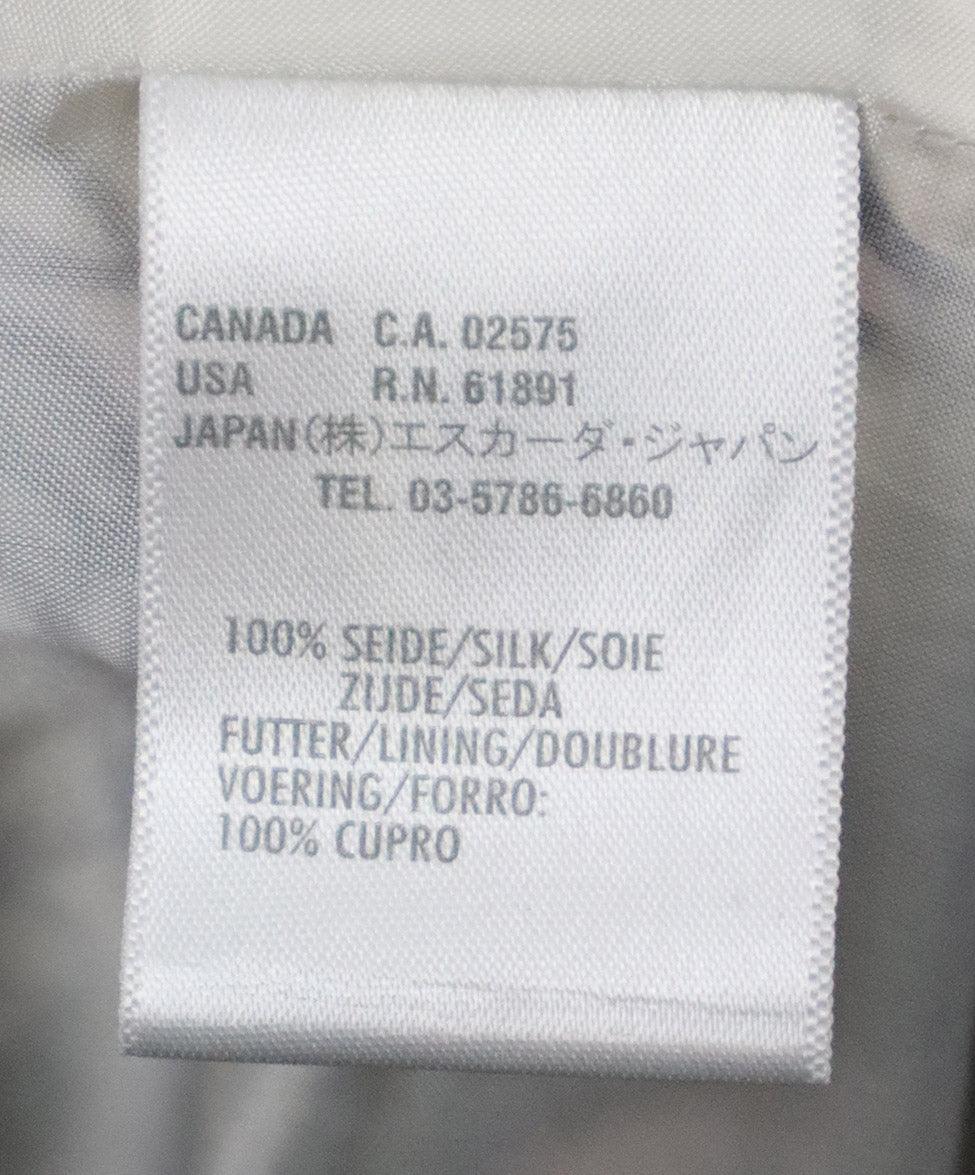 CANADA C.A. 02575
USA R.N. 61891
JAPAN(株)エスカーダ・ジャパン
TEL. 03-5786-6860
100% SEIDE/SILK/SOIE
ZIJDE/SEDA
FUTTER/LINING/DOUBLURE
VOERING/FORRO:
100% CUPRO